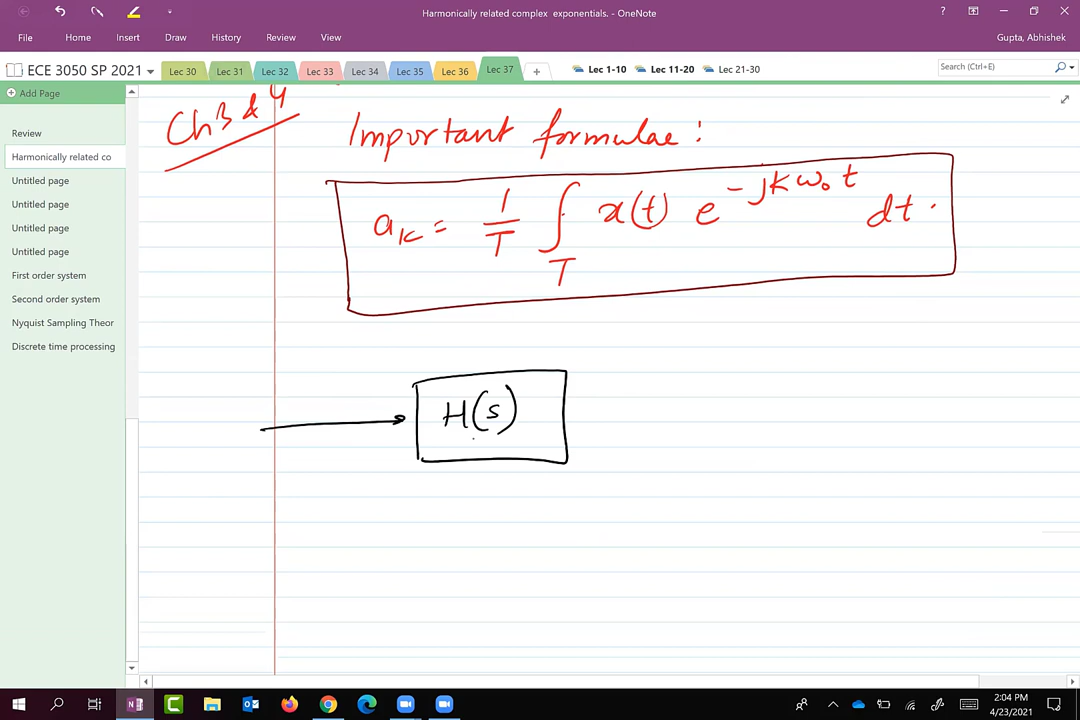 Harmonically related complex exponentials. - OneNote
?
File Home Insert Draw History Review View
Gupta, Abhishek
ECE 3050 SP 2021 Lec 30 Lec 31 Lec 32 Lec 33 Lec 34 Lec 35 Lec 36 Lec 37 Lec 1-10 Lec 11-20 Lec 21-30
Search (Ctrl+E)
Add Page
Review
Harmonically related co
Untitled page
Untitled page
Untitled page
Untitled page
First order system
Second order system
Nyquist Sampling Theor
Discrete time processing
Ch 3 & 4
Important formulae :
a_k = 1/T ∫_T x(t) e^{-jkω₀t} dt .
H(s)
2:04 PM
4/23/2021